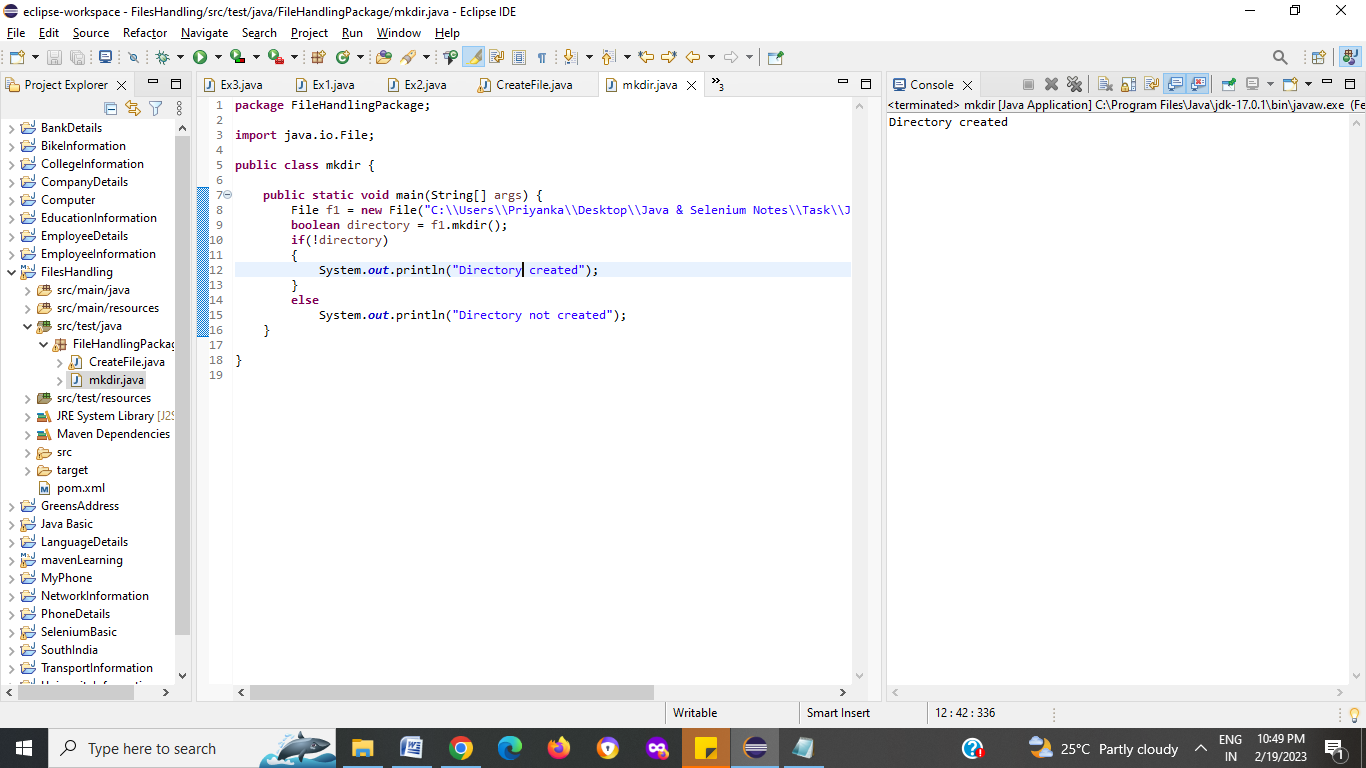 eclipse-workspace - FilesHandling/src/test/java/FileHandlingPackage/mkdir.java - Eclipse IDE
File Edit Source Refactor Navigate Search Project Run Window Help
Project Explorer
BankDetails
BikeInformation
CollegeInformation
CompanyDetails
Computer
EducationInformation
EmployeeDetails
EmployeeInformation
FilesHandling
src/main/java
src/main/resources
src/test/java
FileHandlingPackag
CreateFile.java
mkdir.java
src/test/resources
JRE System Library [J2S
Maven Dependencies
src
target
pom.xml
GreensAddress
Java Basic
LanguageDetails
mavenLearning
MyPhone
NetworkInformation
PhoneDetails
SeleniumBasic
SouthIndia
TransportInformation
Ex3.java Ex1.java Ex2.java CreateFile.java mkdir.java »3
1 package FileHandlingPackage;
2
3 import java.io.File;
4
5 public class mkdir {
6
7 public static void main(String[] args) {
8 File f1 = new File("C:\\Users\\Priyanka\\Desktop\\Java & Selenium Notes\\Task\\J
9 boolean directory = f1.mkdir();
10 if(!directory)
11 {
12 System.out.println("Directory created");
13 }
14 else
15 System.out.println("Directory not created");
16 }
17
18 }
19
Console
<terminated> mkdir [Java Application] C:\Program Files\Java\jdk-17.0.1\bin\javaw.exe (Fe
Directory created
Writable Smart Insert 12 : 42 : 336
Type here to search
25°C Partly cloudy
ENG
IN
10:49 PM
2/19/2023
1